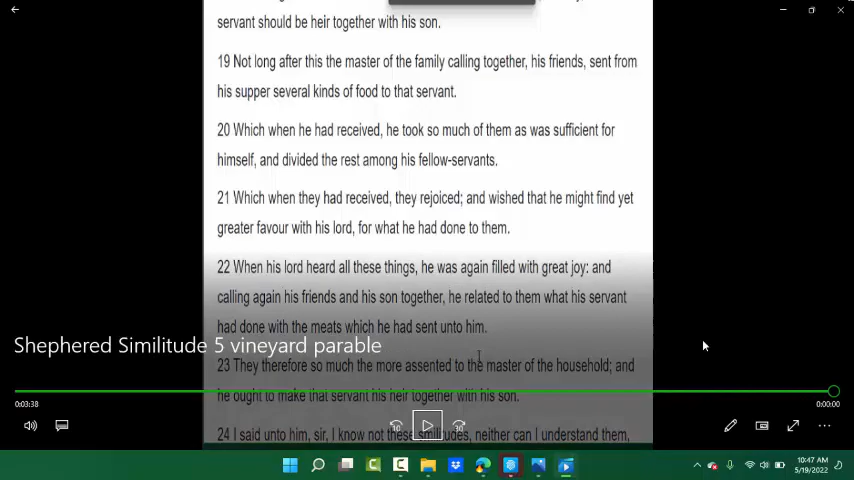 servant should be heir together with his son.
19 Not long after this the master of the family calling together, his friends, sent from
his supper several kinds of food to that servant.
20 Which when he had received, he took so much of them as was sufficient for
himself, and divided the rest among his fellow-servants.
21 Which when they had received, they rejoiced; and wished that he might find yet
greater favour with his lord, for what he had done to them.
22 When his lord heard all these things, he was again filled with great joy: and
calling again his friends and his son together, he related to them what his servant
had done with the meats which he had sent unto him.
Shephered Similitude 5 vineyard parable
23 They therefore so much the more assented to the master of the household; and
he ought to make that servant his heir together with his son.
0:03:38
0:00:00
10
30
24 I said unto him, sir, I know not these similitudes, neither can I understand them,
10:47 AM
5/19/2022